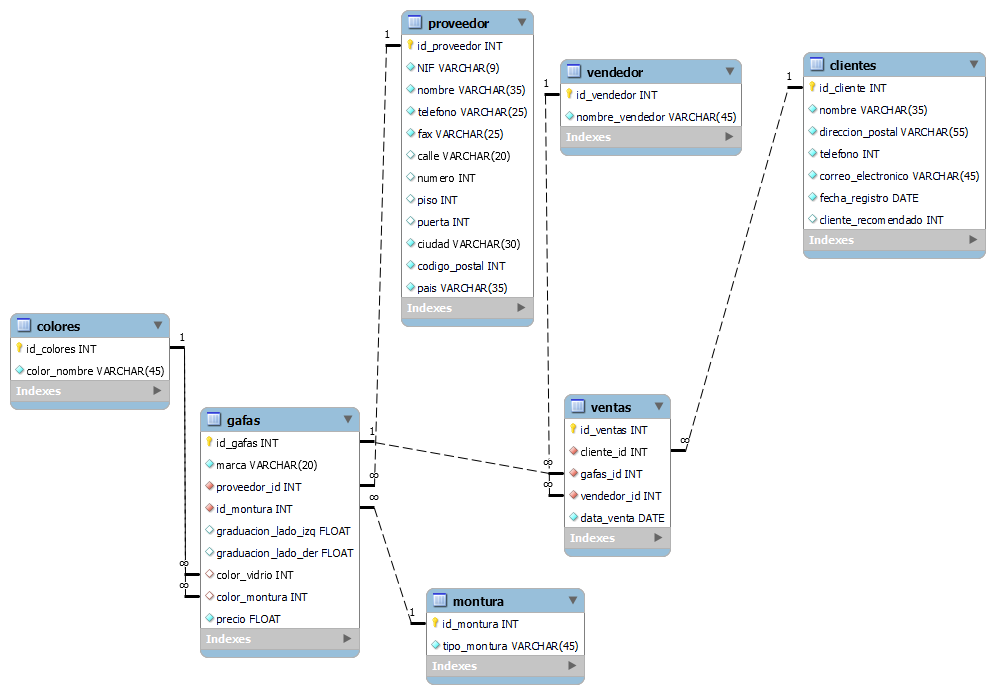 proveedor
id_proveedor INT
NIF VARCHAR(9)
nombre VARCHAR(35)
telefono VARCHAR(25)
fax VARCHAR(25)
calle VARCHAR(20)
numero INT
piso INT
puerta INT
ciudad VARCHAR(30)
codigo_postal INT
pais VARCHAR(35)
Indexes
1
vendedor
id_vendedor INT
nombre_vendedor VARCHAR(45)
Indexes
1
clientes
id_cliente INT
nombre VARCHAR(35)
direccion_postal VARCHAR(55)
telefono INT
correo_electronico VARCHAR(45)
fecha_registro DATE
cliente_recomendado INT
Indexes
1
colores
id_colores INT
color_nombre VARCHAR(45)
Indexes
1
gafas
id_gafas INT
marca VARCHAR(20)
proveedor_id INT
id_montura INT
graduacion_lado_izq FLOAT
graduacion_lado_der FLOAT
color_vidrio INT
color_montura INT
precio FLOAT
Indexes
1
∞
∞
∞
∞
ventas
id_ventas INT
cliente_id INT
gafas_id INT
vendedor_id INT
data_venta DATE
Indexes
∞
∞
∞
montura
id_montura INT
tipo_montura VARCHAR(45)
Indexes
1